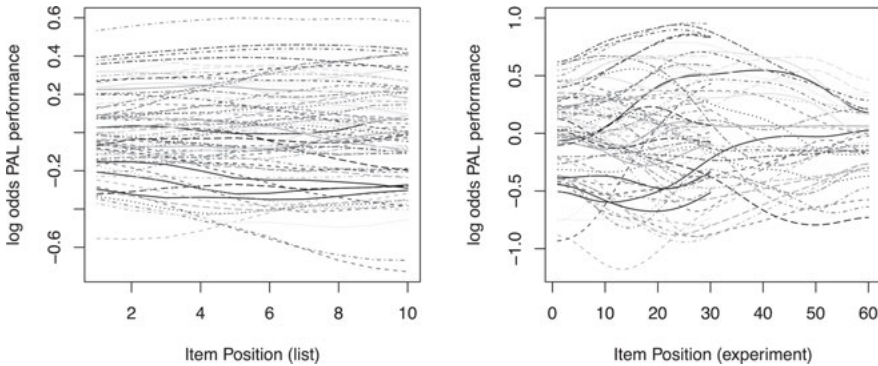 log odds PAL performance
0.6
0.4
0.2
−0.2
−0.6
2 4 6 8 10
Item Position (list)
log odds PAL performance
1.0
0.5
0.0
−0.5
−1.0
0 10 20 30 40 50 60
Item Position (experiment)